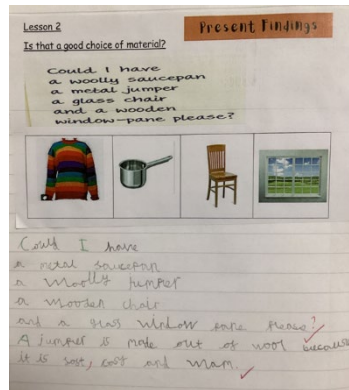 Lesson 2
Present Findings
Is that a good choice of material?
Could I have
a woolly saucepan
a metal jumper
a glass chair
and a wooden
window-pane please?
Could I have
a metal saucepan
a woolly jumper
a wooden chair
and a glass window pane please?
A jumper is made out of wool because
it is sost, cosy and wam.